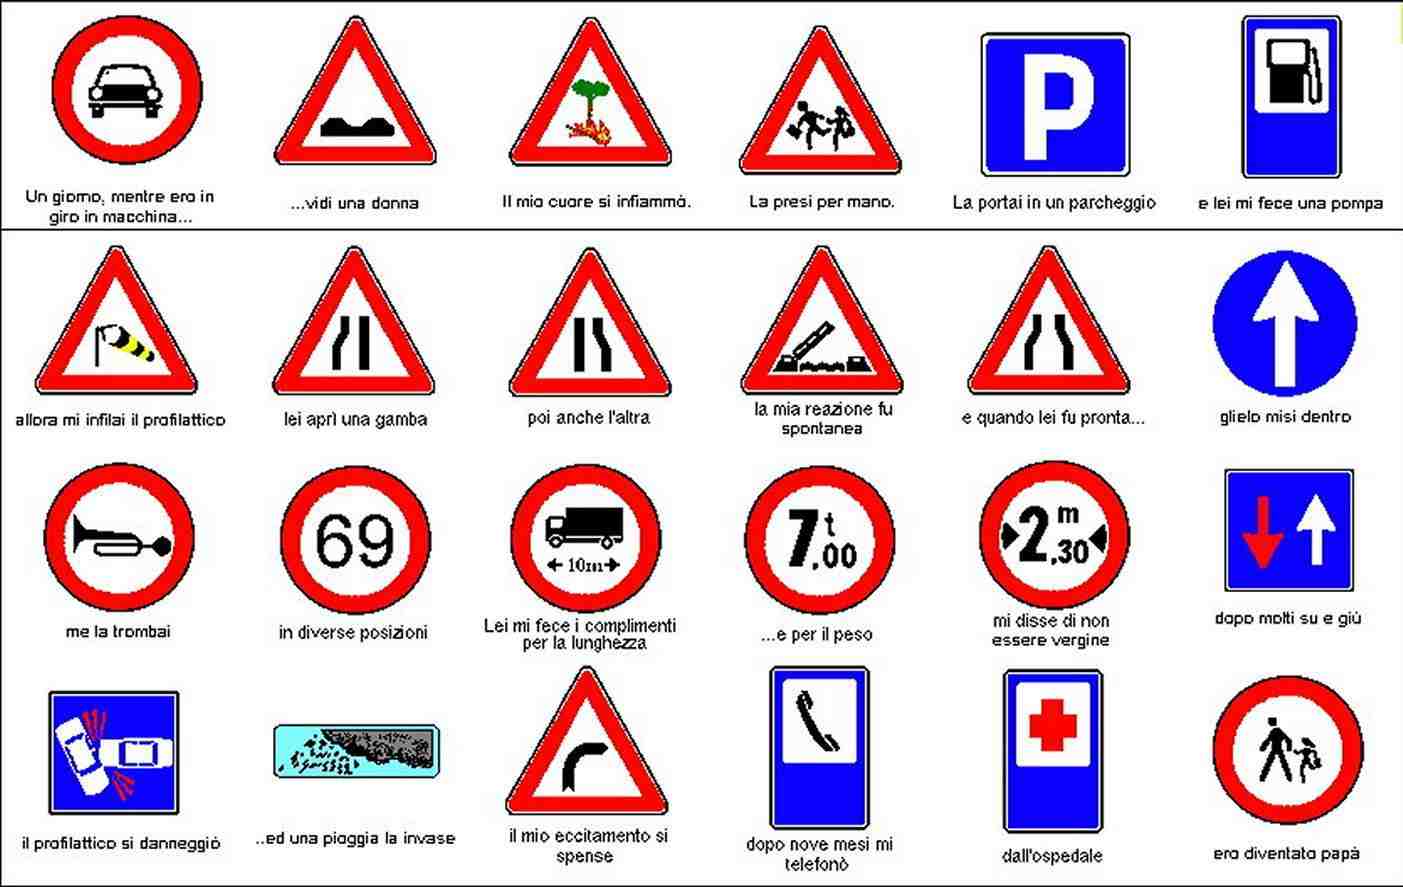 P
Un giorno, mentre ero in
giro in macchina...
...vidi una donna
Il mio cuore si infiammò.
La presi per mano.
La portai in un parcheggio
e lei mi fece una pompa
allora mi infilai il profilattico
lei aprì una gamba
poi anche l'altra
la mia reazione fu
spontanea
e quando lei fu pronta...
glielo misi dentro
69
10m
7,00 t
2,30 m
me la trombai
in diverse posizioni
Lei mi fece i complimenti
per la lunghezza
...e per il peso
mi disse di non
essere vergine
dopo molti su e giù
il profilattico si danneggiò
..ed una pioggia la invase
il mio eccitamento si
spense
dopo nove mesi mi
telefonò
dall'ospedale
ero diventato papà